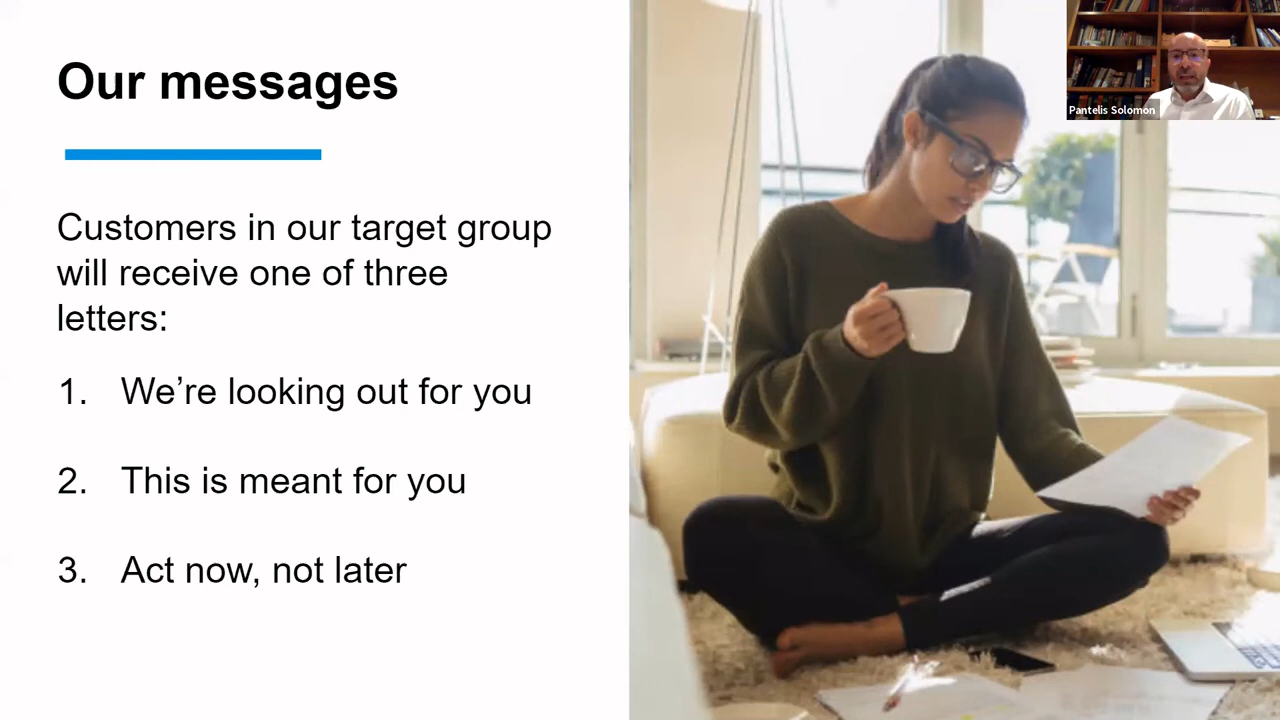 Our messages
Customers in our target group
will receive one of three
letters:
1. We’re looking out for you
2. This is meant for you
3. Act now, not later
Pantelis Solomon